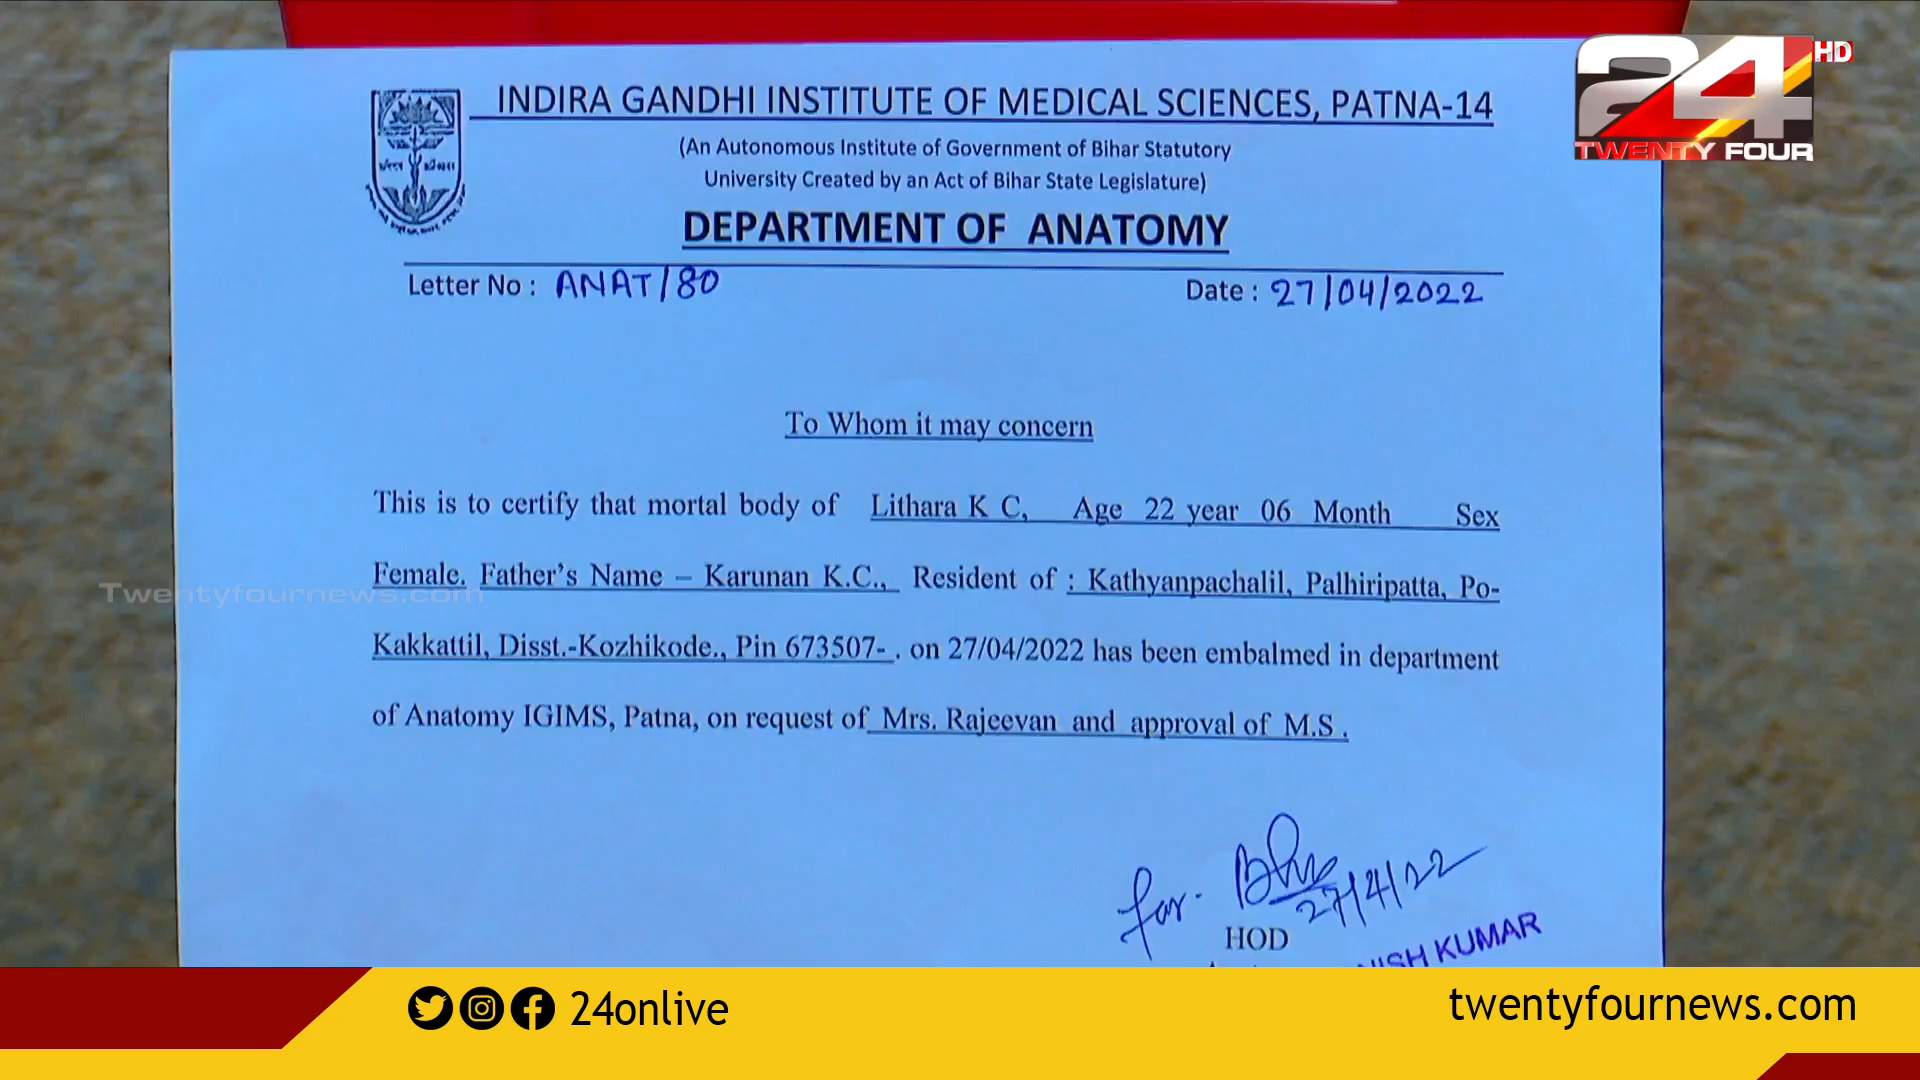 INDIRA GANDHI INSTITUTE OF MEDICAL SCIENCES, PATNA-14
(An Autonomous Institute of Government of Bihar Statutory
University Created by an Act of Bihar State Legislature)
DEPARTMENT OF ANATOMY
Letter No : ANAT/80 Date : 27/04/2022
To Whom it may concern
This is to certify that mortal body of Lithara K C, Age 22 year 06 Month Sex
Female. Father's Name – Karunan K.C., Resident of : Kathyanpachalil, Palhiripatta, Po-
Kakkattil, Disst.-Kozhikode., Pin 673507- . on 27/04/2022 has been embalmed in department
of Anatomy IGIMS, Patna, on request of Mrs. Rajeevan and approval of M.S .
for.
27/4/22
HOD
KUMAR
24 HD
TWENTY FOUR
Twentyfournews.com
24onlive
twentyfournews.com